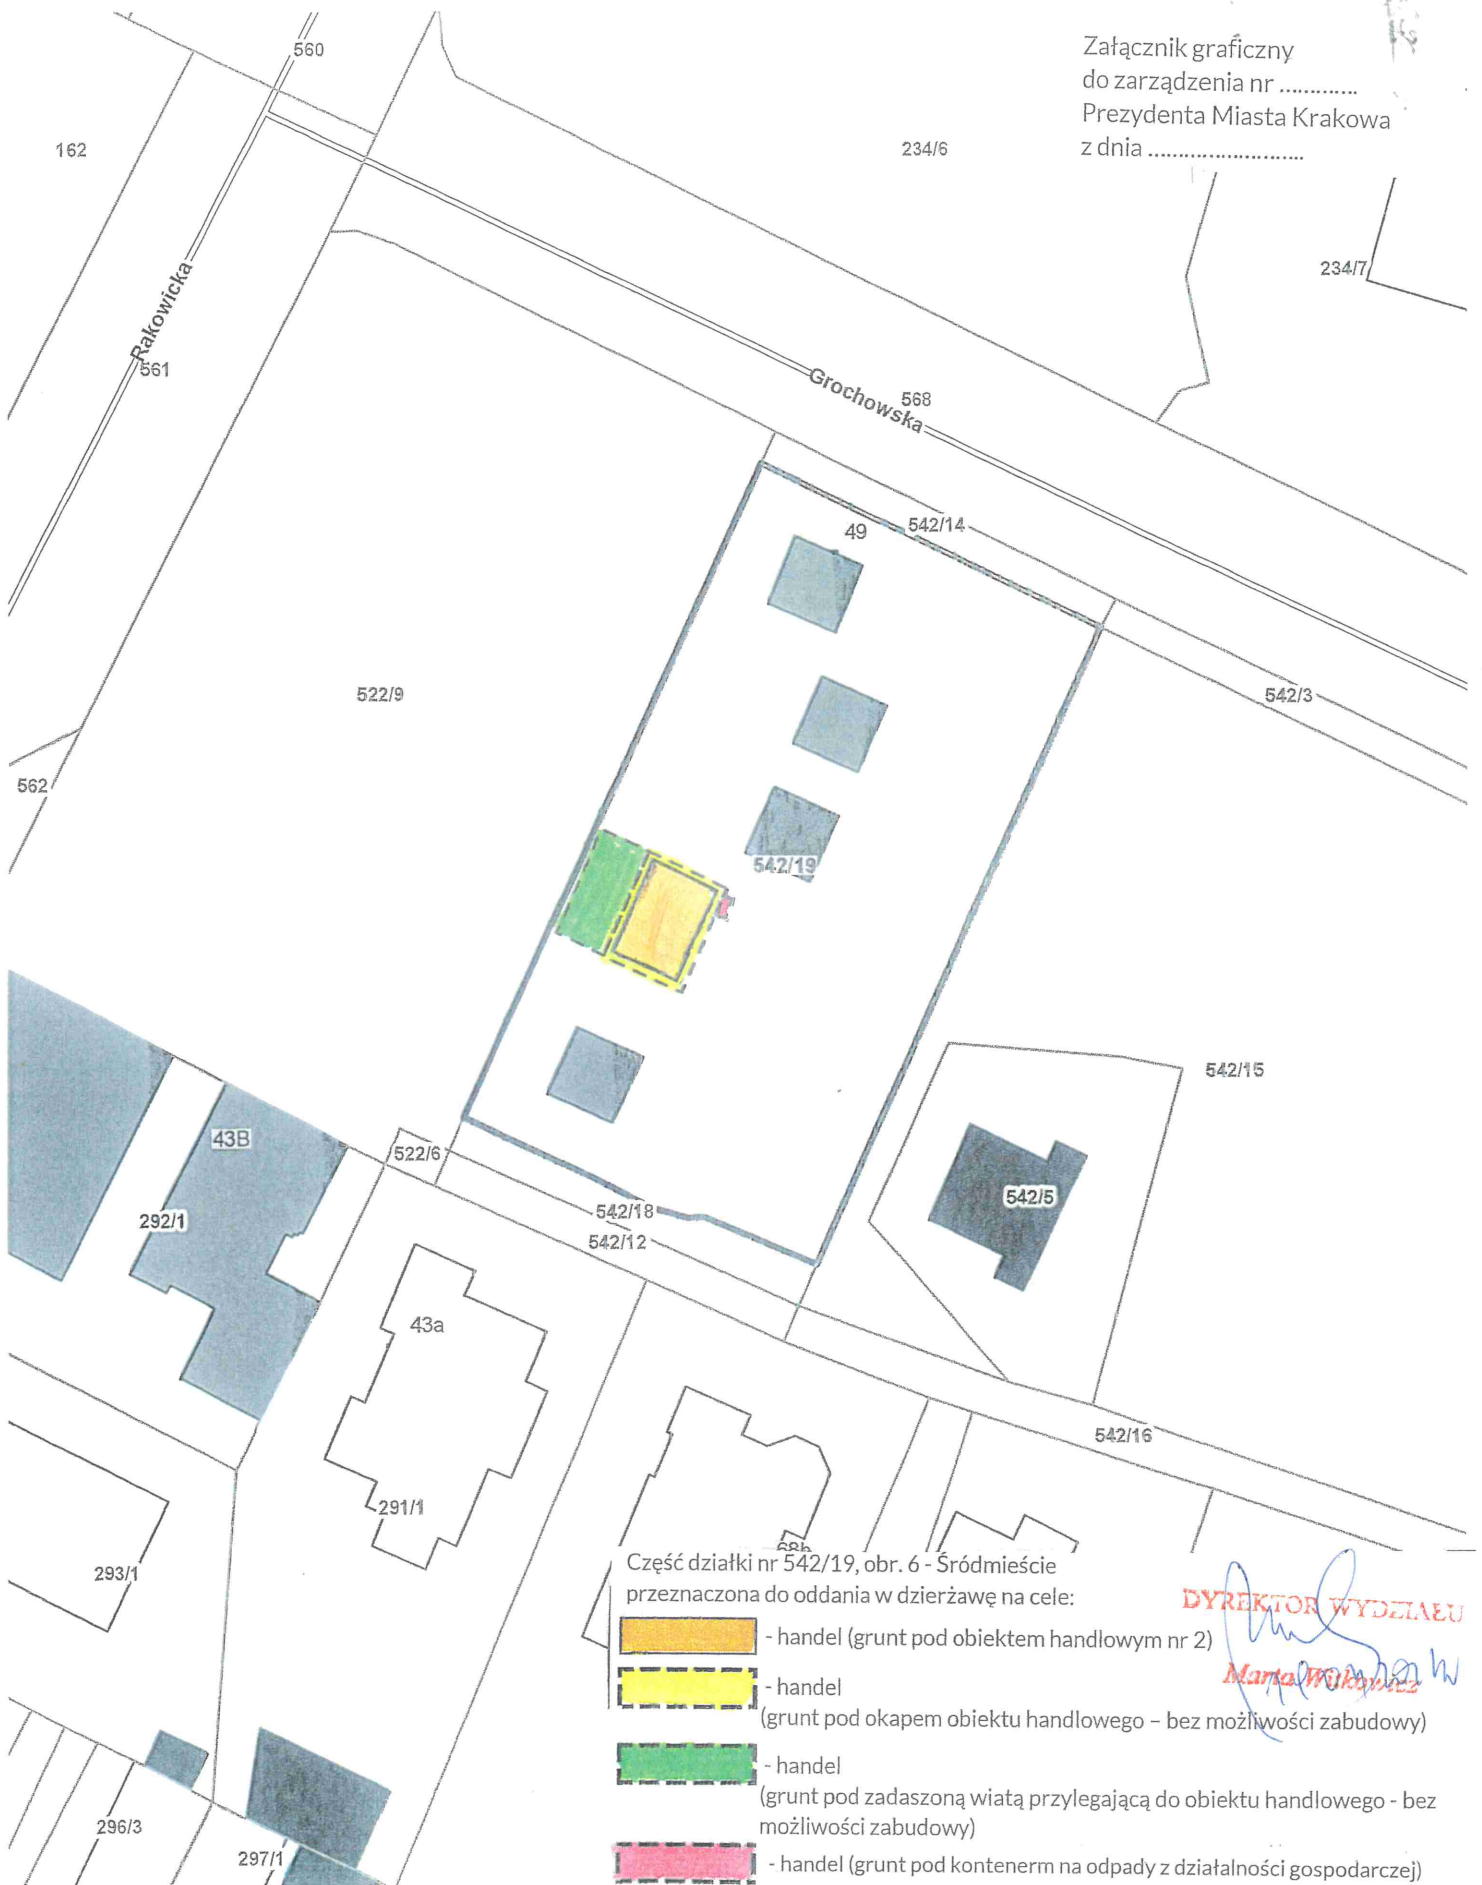 Załącznik graficzny
do zarządzenia nr ............
Prezydenta Miasta Krakowa
z dnia ........................
560
162
234/6
234/7
Rakowicka
561
Grochowska
568
49
542/14
522/9
542/3
562
542/19
542/15
43B
522/6
542/5
292/1
542/18
542/12
43a
542/16
291/1
68b
293/1
Część działki nr 542/19, obr. 6 - Śródmieście
przeznaczona do oddania w dzierżawę na cele:
DYREKTOR WYDZIAŁU
- handel (grunt pod obiektem handlowym nr 2)
Marta Witkowicz
- handel
(grunt pod okapem obiektu handlowego – bez możliwości zabudowy)
- handel
(grunt pod zadaszoną wiatą przylegającą do obiektu handlowego - bez
możliwości zabudowy)
296/3
297/1
- handel (grunt pod kontenerm na odpady z działalności gospodarczej)